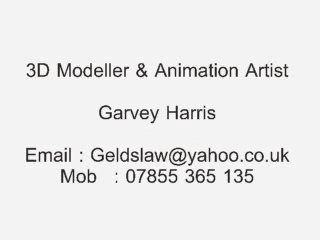 3D Modeller & Animation Artist
Garvey Harris
Email : Geldslaw@yahoo.co.uk
Mob : 07855 365 135